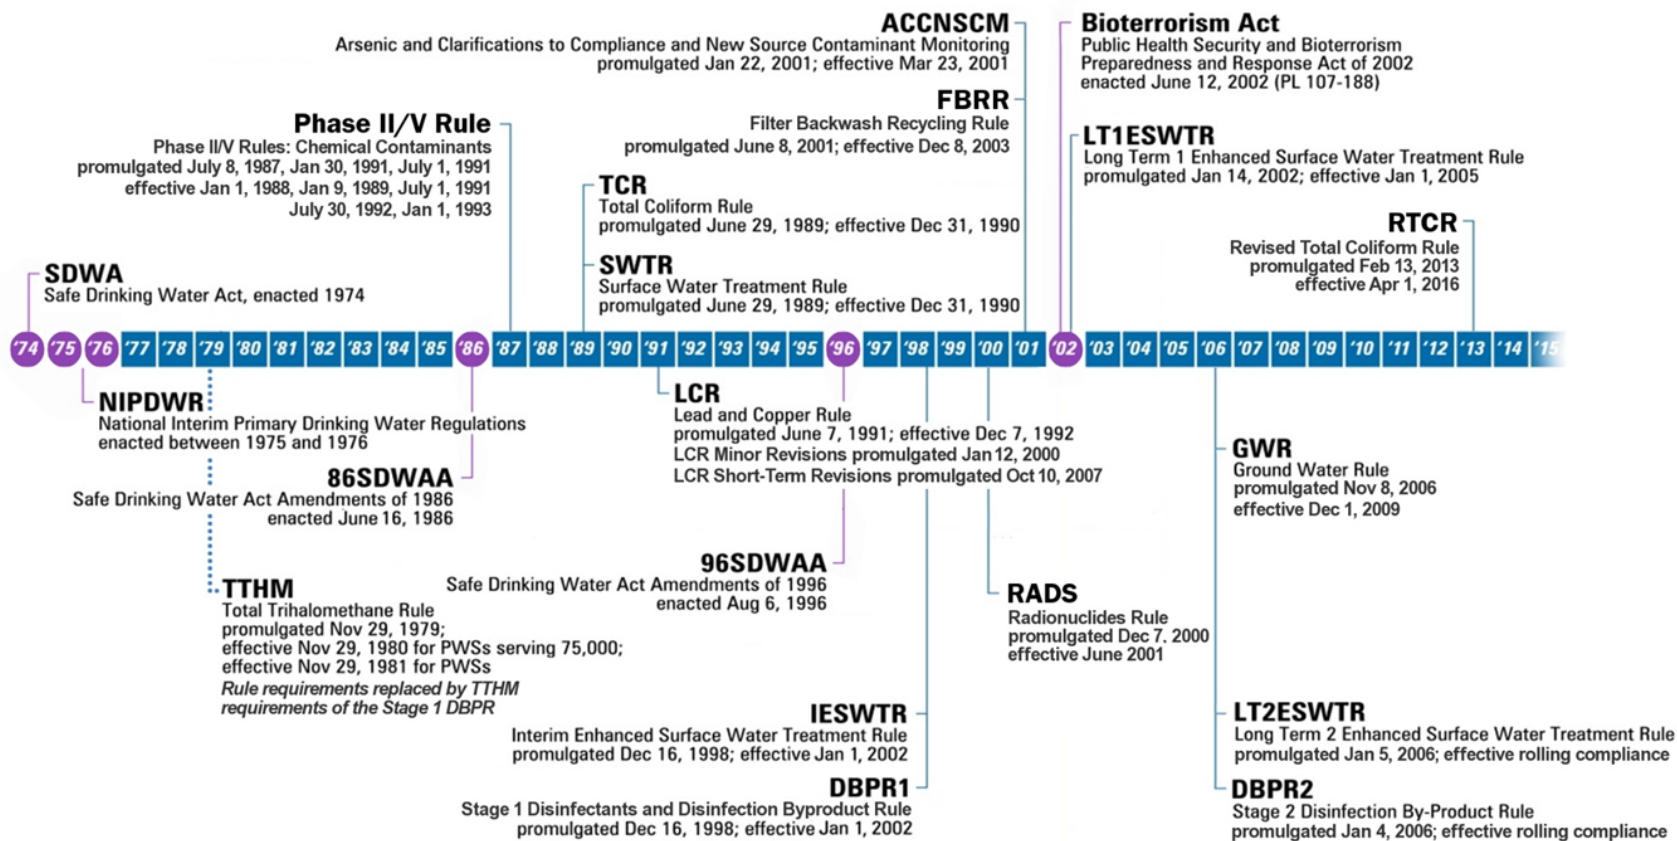 ACCNSCM
Arsenic and Clarifications to Compliance and New Source Contaminant Monitoring
promulgated Jan 22, 2001; effective Mar 23, 2001
FBRR
Filter Backwash Recycling Rule
promulgated June 8, 2001; effective Dec 8, 2003
Bioterrorism Act
Public Health Security and Bioterrorism
Preparedness and Response Act of 2002
enacted June 12, 2002 (PL 107-188)
Phase II/V Rule
Phase II/V Rules: Chemical Contaminants
promulgated July 8, 1987, Jan 30, 1991, July 1, 1991
effective Jan 1, 1988, Jan 9, 1989, July 1, 1991
July 30, 1992, Jan 1, 1993
TCR
Total Coliform Rule
promulgated June 29, 1989; effective Dec 31, 1990
SWTR
Surface Water Treatment Rule
promulgated June 29, 1989; effective Dec 31, 1990
LT1ESWTR
Long Term 1 Enhanced Surface Water Treatment Rule
promulgated Jan 14, 2002; effective Jan 1, 2005
RTCR
Revised Total Coliform Rule
promulgated Feb 13, 2013
effective Apr 1, 2016
SDWA
Safe Drinking Water Act, enacted 1974
'74 '75 '76 '77 '78 '79 '80 '81 '82 '83 '84 '85 '86 '87 '88 '89 '90 '91 '92 '93 '94 '95 '96 '97 '98 '99 '00 '01 '02 '03 '04 '05 '06 '07 '08 '09 '10 '11 '12 '13 '14 '15
NIPDWR
National Interim Primary Drinking Water Regulations
enacted between 1975 and 1976
86SDWAA
Safe Drinking Water Act Amendments of 1986
enacted June 16, 1986
TTHM
Total Trihalomethane Rule
promulgated Nov 29, 1979;
effective Nov 29, 1980 for PWSs serving 75,000;
effective Nov 29, 1981 for PWSs
Rule requirements replaced by TTHM
requirements of the Stage 1 DBPR
LCR
Lead and Copper Rule
promulgated June 7, 1991; effective Dec 7, 1992
LCR Minor Revisions promulgated Jan 12, 2000
LCR Short-Term Revisions promulgated Oct 10, 2007
96SDWAA
Safe Drinking Water Act Amendments of 1996
enacted Aug 6, 1996
IESWTR
Interim Enhanced Surface Water Treatment Rule
promulgated Dec 16, 1998; effective Jan 1, 2002
DBPR1
Stage 1 Disinfectants and Disinfection Byproduct Rule
promulgated Dec 16, 1998; effective Jan 1, 2002
RADS
Radionuclides Rule
promulgated Dec 7. 2000
effective June 2001
GWR
Ground Water Rule
promulgated Nov 8, 2006
effective Dec 1, 2009
LT2ESWTR
Long Term 2 Enhanced Surface Water Treatment Rule
promulgated Jan 5, 2006; effective rolling compliance
DBPR2
Stage 2 Disinfection By-Product Rule
promulgated Jan 4, 2006; effective rolling compliance